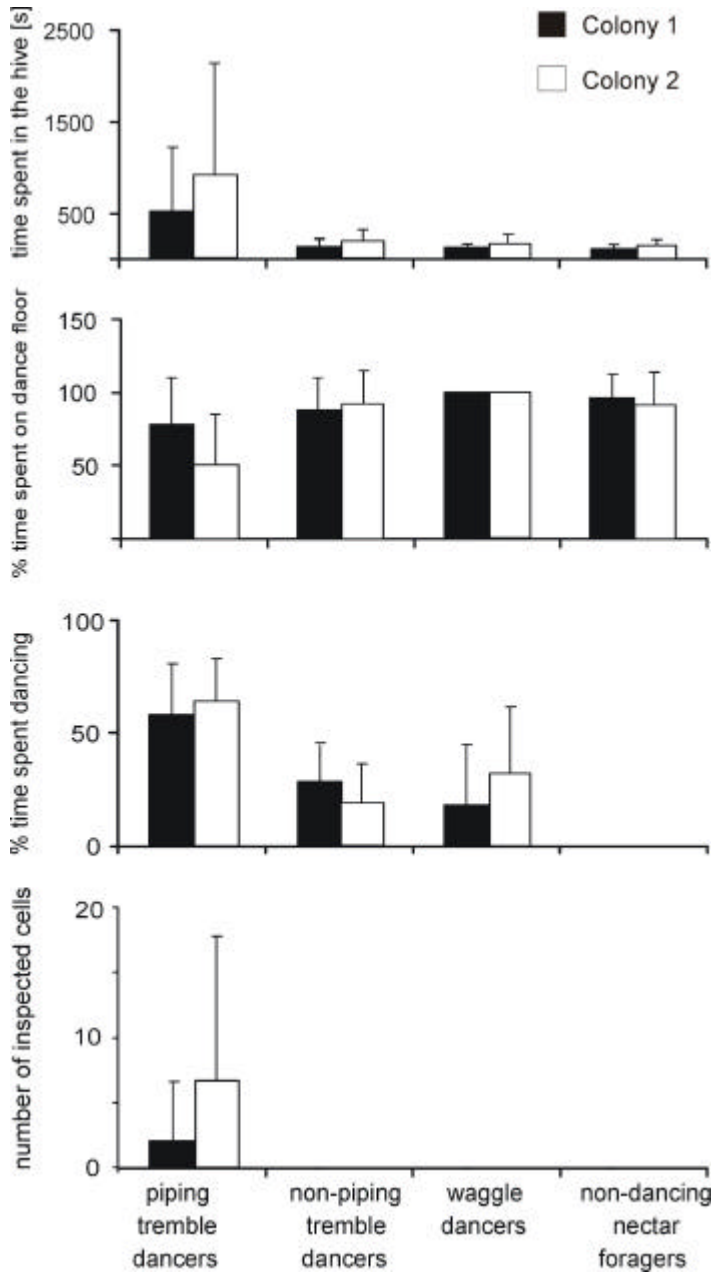 time spent in the hive [s]
2500
1500
500
Colony 1
Colony 2
% time spent on dance floor
150
100
50
% time spent dancing
100
50
0
number of inspected cells
20
10
0
piping
tremble
dancers
non-piping
tremble
dancers
waggle
dancers
non-dancing
nectar
foragers